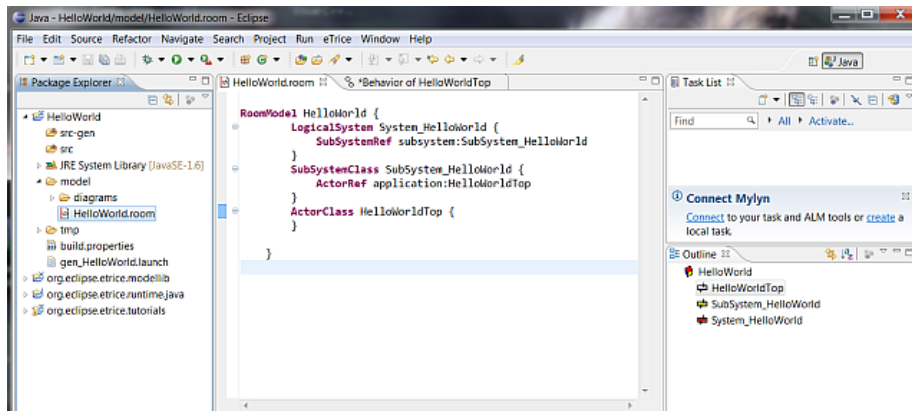 Java - HelloWorld/model/HelloWorld.room - Eclipse
File Edit Source Refactor Navigate Search Project Run eTrice Window Help
Java
Package Explorer
HelloWorld.room
*Behavior of HelloWorldTop
Task List
HelloWorld
src-gen
src
JRE System Library [JavaSE-1.6]
model
diagrams
HelloWorld.room
tmp
build.properties
gen_HelloWorld.launch
org.eclipse.etrice.modellib
org.eclipse.etrice.runtime.java
org.eclipse.etrice.tutorials
RoomModel HelloWorld {
LogicalSystem System_HelloWorld {
SubSystemRef subsystem:SubSystem_HelloWorld
}
SubSystemClass SubSystem_HelloWorld {
ActorRef application:HelloWorldTop
}
ActorClass HelloWorldTop {
}
}
Find All Activate...
Connect Mylyn
Connect to your task and ALM tools or create a
local task.
Outline
HelloWorld
HelloWorldTop
SubSystem_HelloWorld
System_HelloWorld